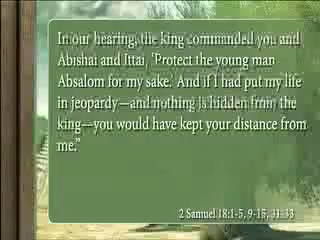 In our hearing, the king commanded you and
Abishai and Ittai, 'Protect the young man
Absalom for my sake.' And if I had put my life
in jeopardy—and nothing is hidden from the
king—you would have kept your distance from
me."
2 Samuel 18:1-5, 9-15, 31-33